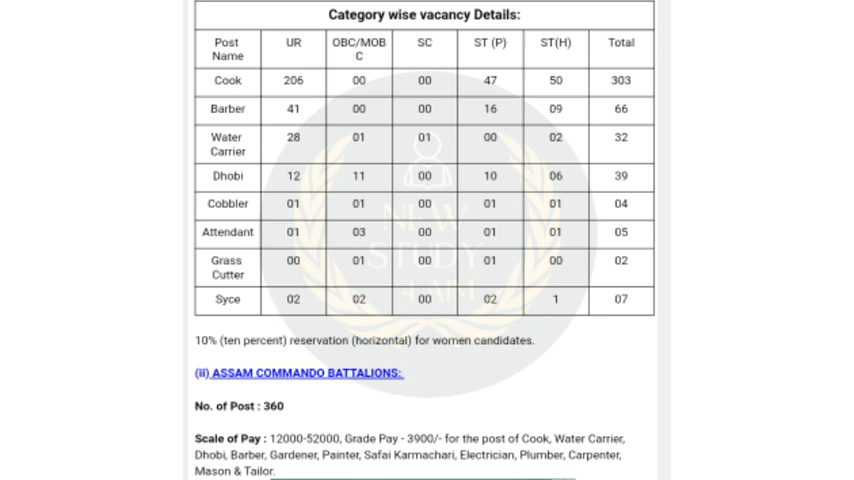 Category wise vacancy Details:
Post Name UR OBC/MOB C SC ST (P) ST(H) Total
Cook 206 00 00 47 50 303
Barber 41 00 00 16 09 66
Water Carrier 28 01 01 00 02 32
Dhobi 12 11 00 10 06 39
Cobbler 01 01 00 01 01 04
Attendant 01 03 00 01 01 05
Grass Cutter 00 01 00 01 00 02
Syce 02 02 00 02 1 07
NEW
STUDY
4 AIM
10% (ten percent) reservation (horizontal) for women candidates.
(ii) ASSAM COMMANDO BATTALIONS:
No. of Post : 360
Scale of Pay : 12000-52000, Grade Pay - 3900/- for the post of Cook, Water Carrier,
Dhobi, Barber, Gardener, Painter, Safai Karmachari, Electrician, Plumber, Carpenter,
Mason & Tailor.